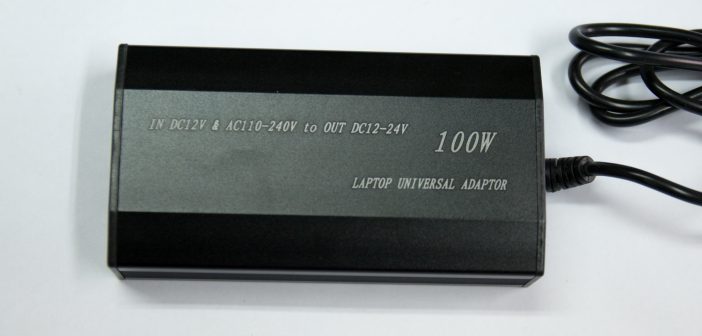 IN DC12V & AC110-240V to OUT DC12-24V
100W
LAPTOP UNIVERSAL ADAPTOR